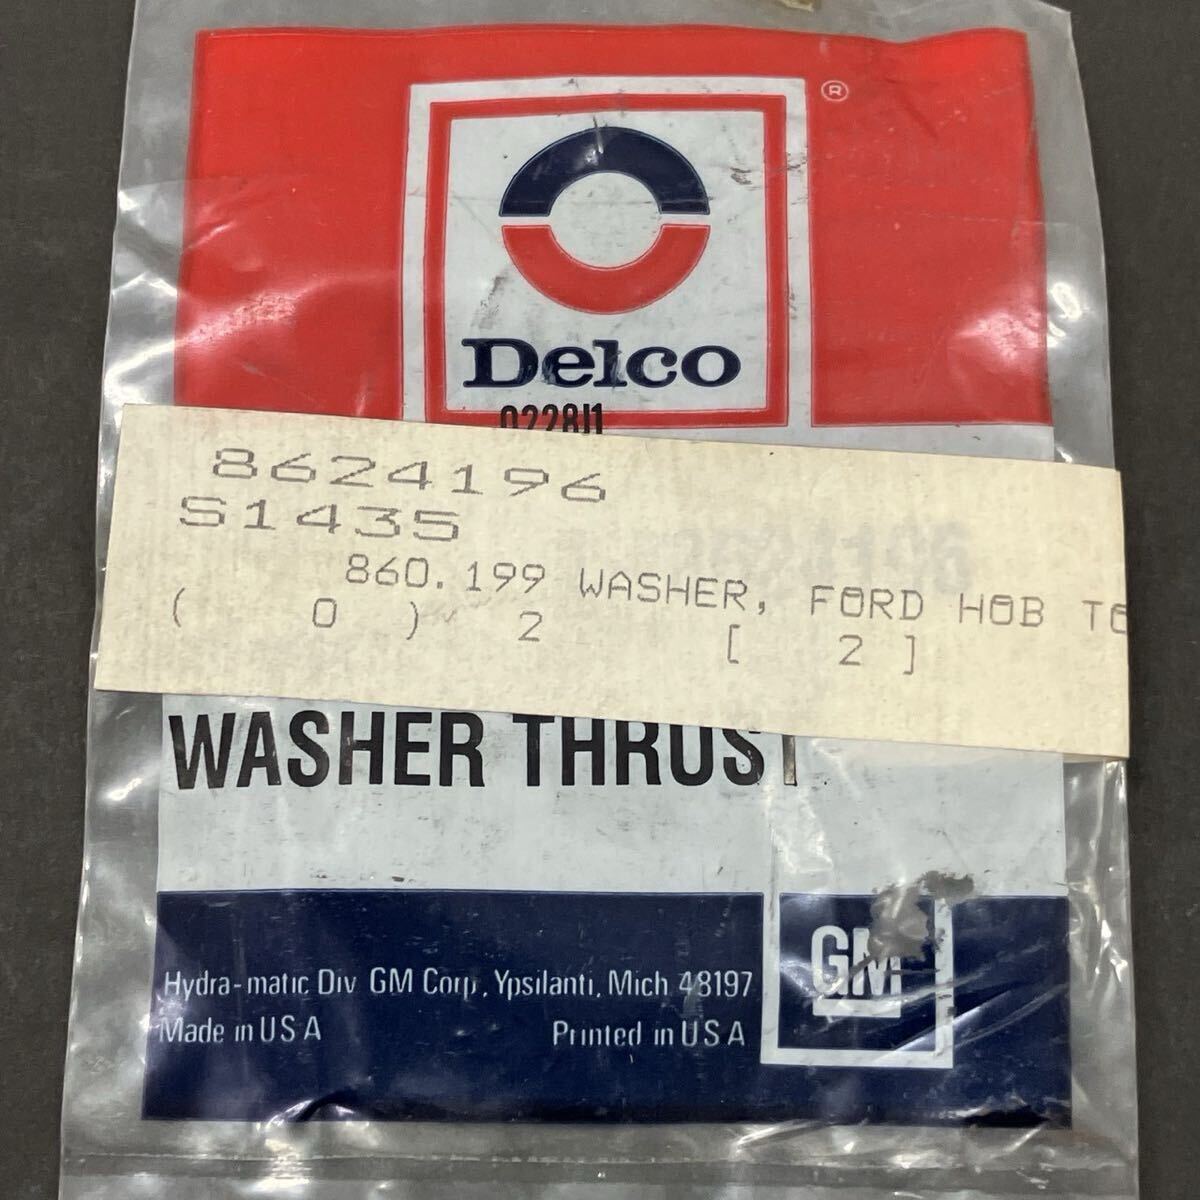 ®
Delco
0228J1
8624196
S1435
860.199 WASHER, FORD HOB TO
( 0 ) 2 [ 2 ]
WASHER THRUST
GM
Hydra-matic Div GM Corp, Ypsilanti, Mich 48197
Made in USA Printed in USA